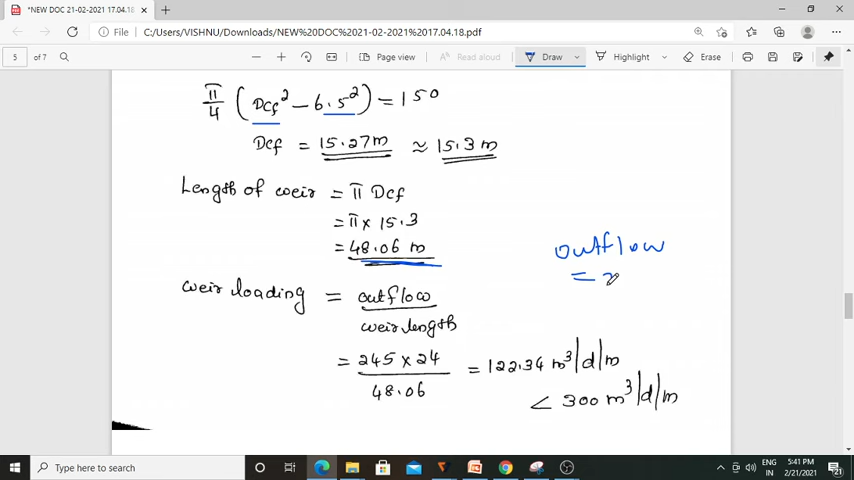 *NEW DOC 21-02-2021 17.04.18.p
File
C:/Users/VISHNU/Downloads/NEW%20DOC%2021-02-2021%2017.04.18.pdf
5 of 7
Page view
Read aloud
Draw
Highlight
Erase
π/4 (Dcf² − 6.5²) = 150
Dcf = 15.27m ≈ 15.3 m
Length of weir = π Dcf
= π × 15.3
= 48.06 m
outflow
=
weir loading = outflow
weir length
= 245 × 24 / 48.06 = 122.34 m³/d/m
< 300 m³/d/m
Type here to search
ENG
IN
5:41 PM
2/21/2021
21